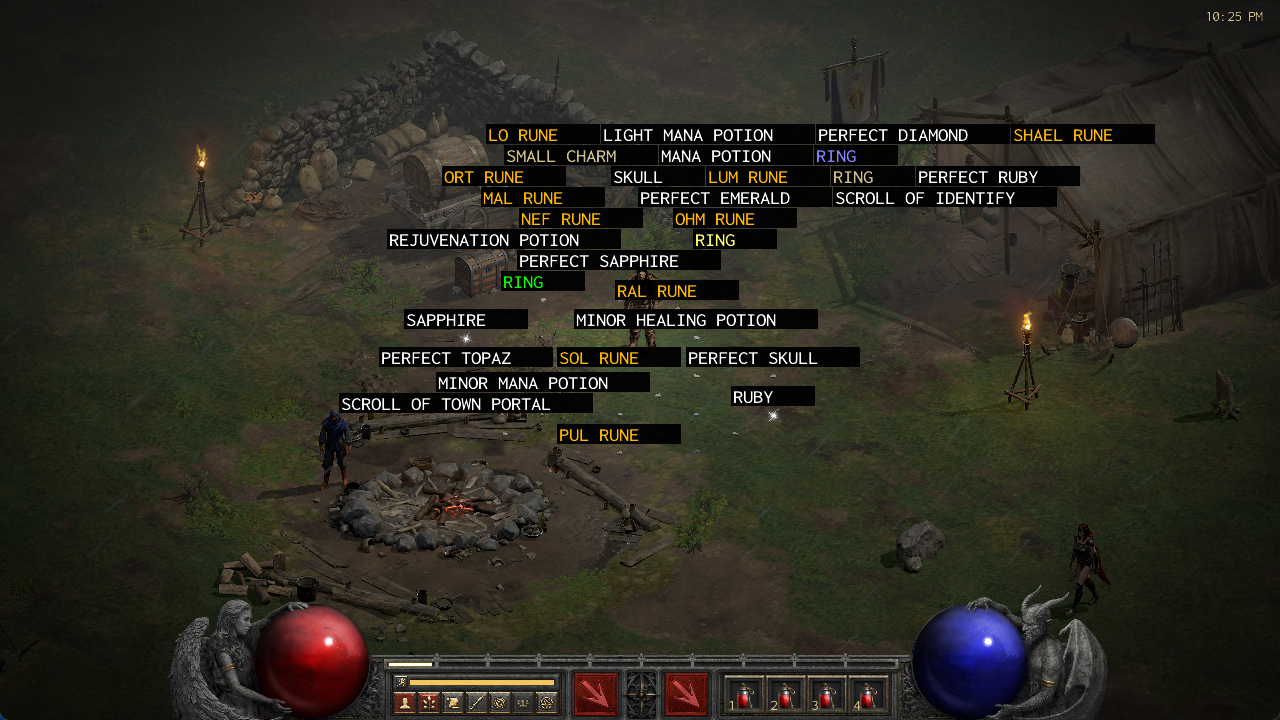 10:25 PM
LO RUNE LIGHT MANA POTION PERFECT DIAMOND SHAEL RUNE
SMALL CHARM MANA POTION RING
ORT RUNE SKULL LUM RUNE RING PERFECT RUBY
MAL RUNE PERFECT EMERALD SCROLL OF IDENTIFY
NEF RUNE OHM RUNE
REJUVENATION POTION RING
PERFECT SAPPHIRE
RING
RAL RUNE
SAPPHIRE MINOR HEALING POTION
PERFECT TOPAZ SOL RUNE PERFECT SKULL
MINOR MANA POTION
RUBY
SCROLL OF TOWN PORTAL
PUL RUNE
1 2 3 4